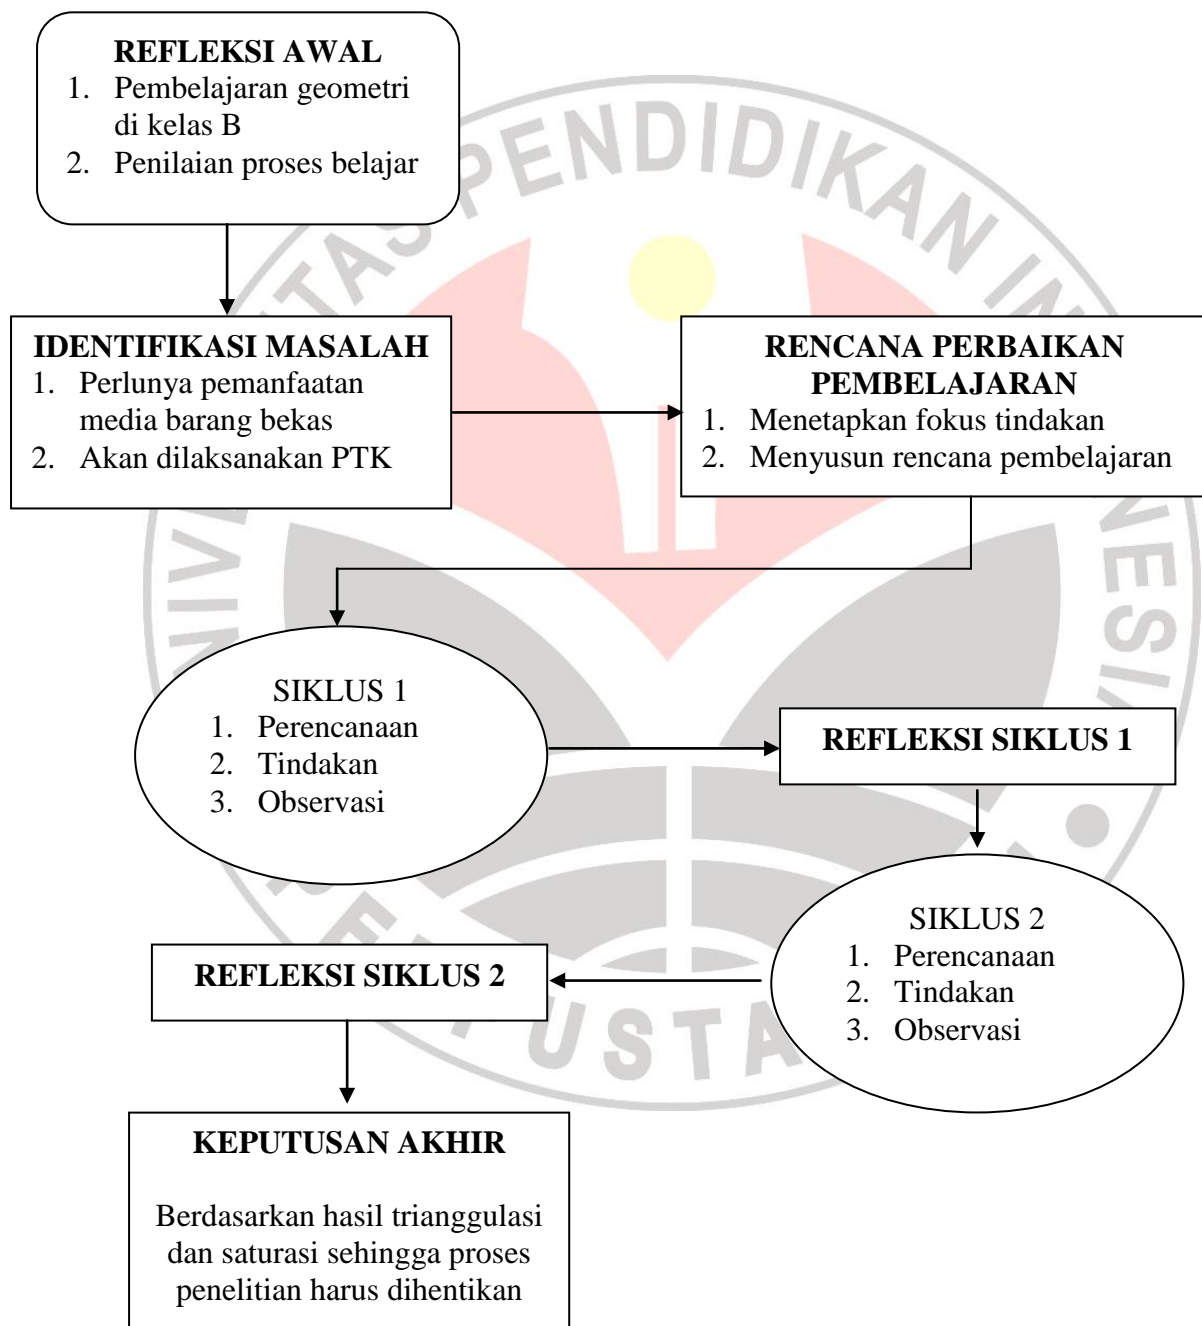 REFLEKSI AWAL
1. Pembelajaran geometri
di kelas B
2. Penilaian proses belajar
IDENTIFIKASI MASALAH
1. Perlunya pemanfaatan
media barang bekas
2. Akan dilaksanakan PTK
RENCANA PERBAIKAN
PEMBELAJARAN
1. Menetapkan fokus tindakan
2. Menyusun rencana pembelajaran
SIKLUS 1
1. Perencanaan
2. Tindakan
3. Observasi
REFLEKSI SIKLUS 1
SIKLUS 2
1. Perencanaan
2. Tindakan
3. Observasi
REFLEKSI SIKLUS 2
KEPUTUSAN AKHIR
Berdasarkan hasil trianggulasi
dan saturasi sehingga proses
penelitian harus dihentikan
PENDIDIKAN